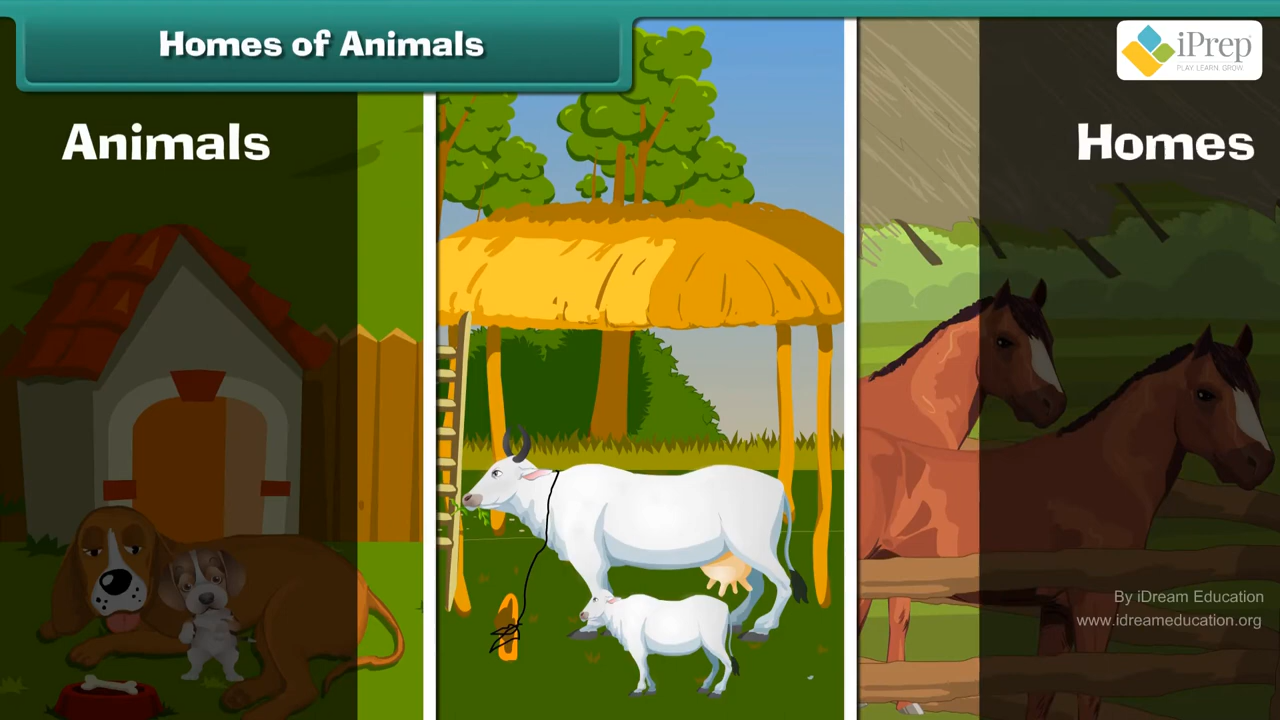 Homes of Animals
iPrep
PLAY. LEARN. GROW.
Animals
Homes
By iDream Education
www.idreameducation.org